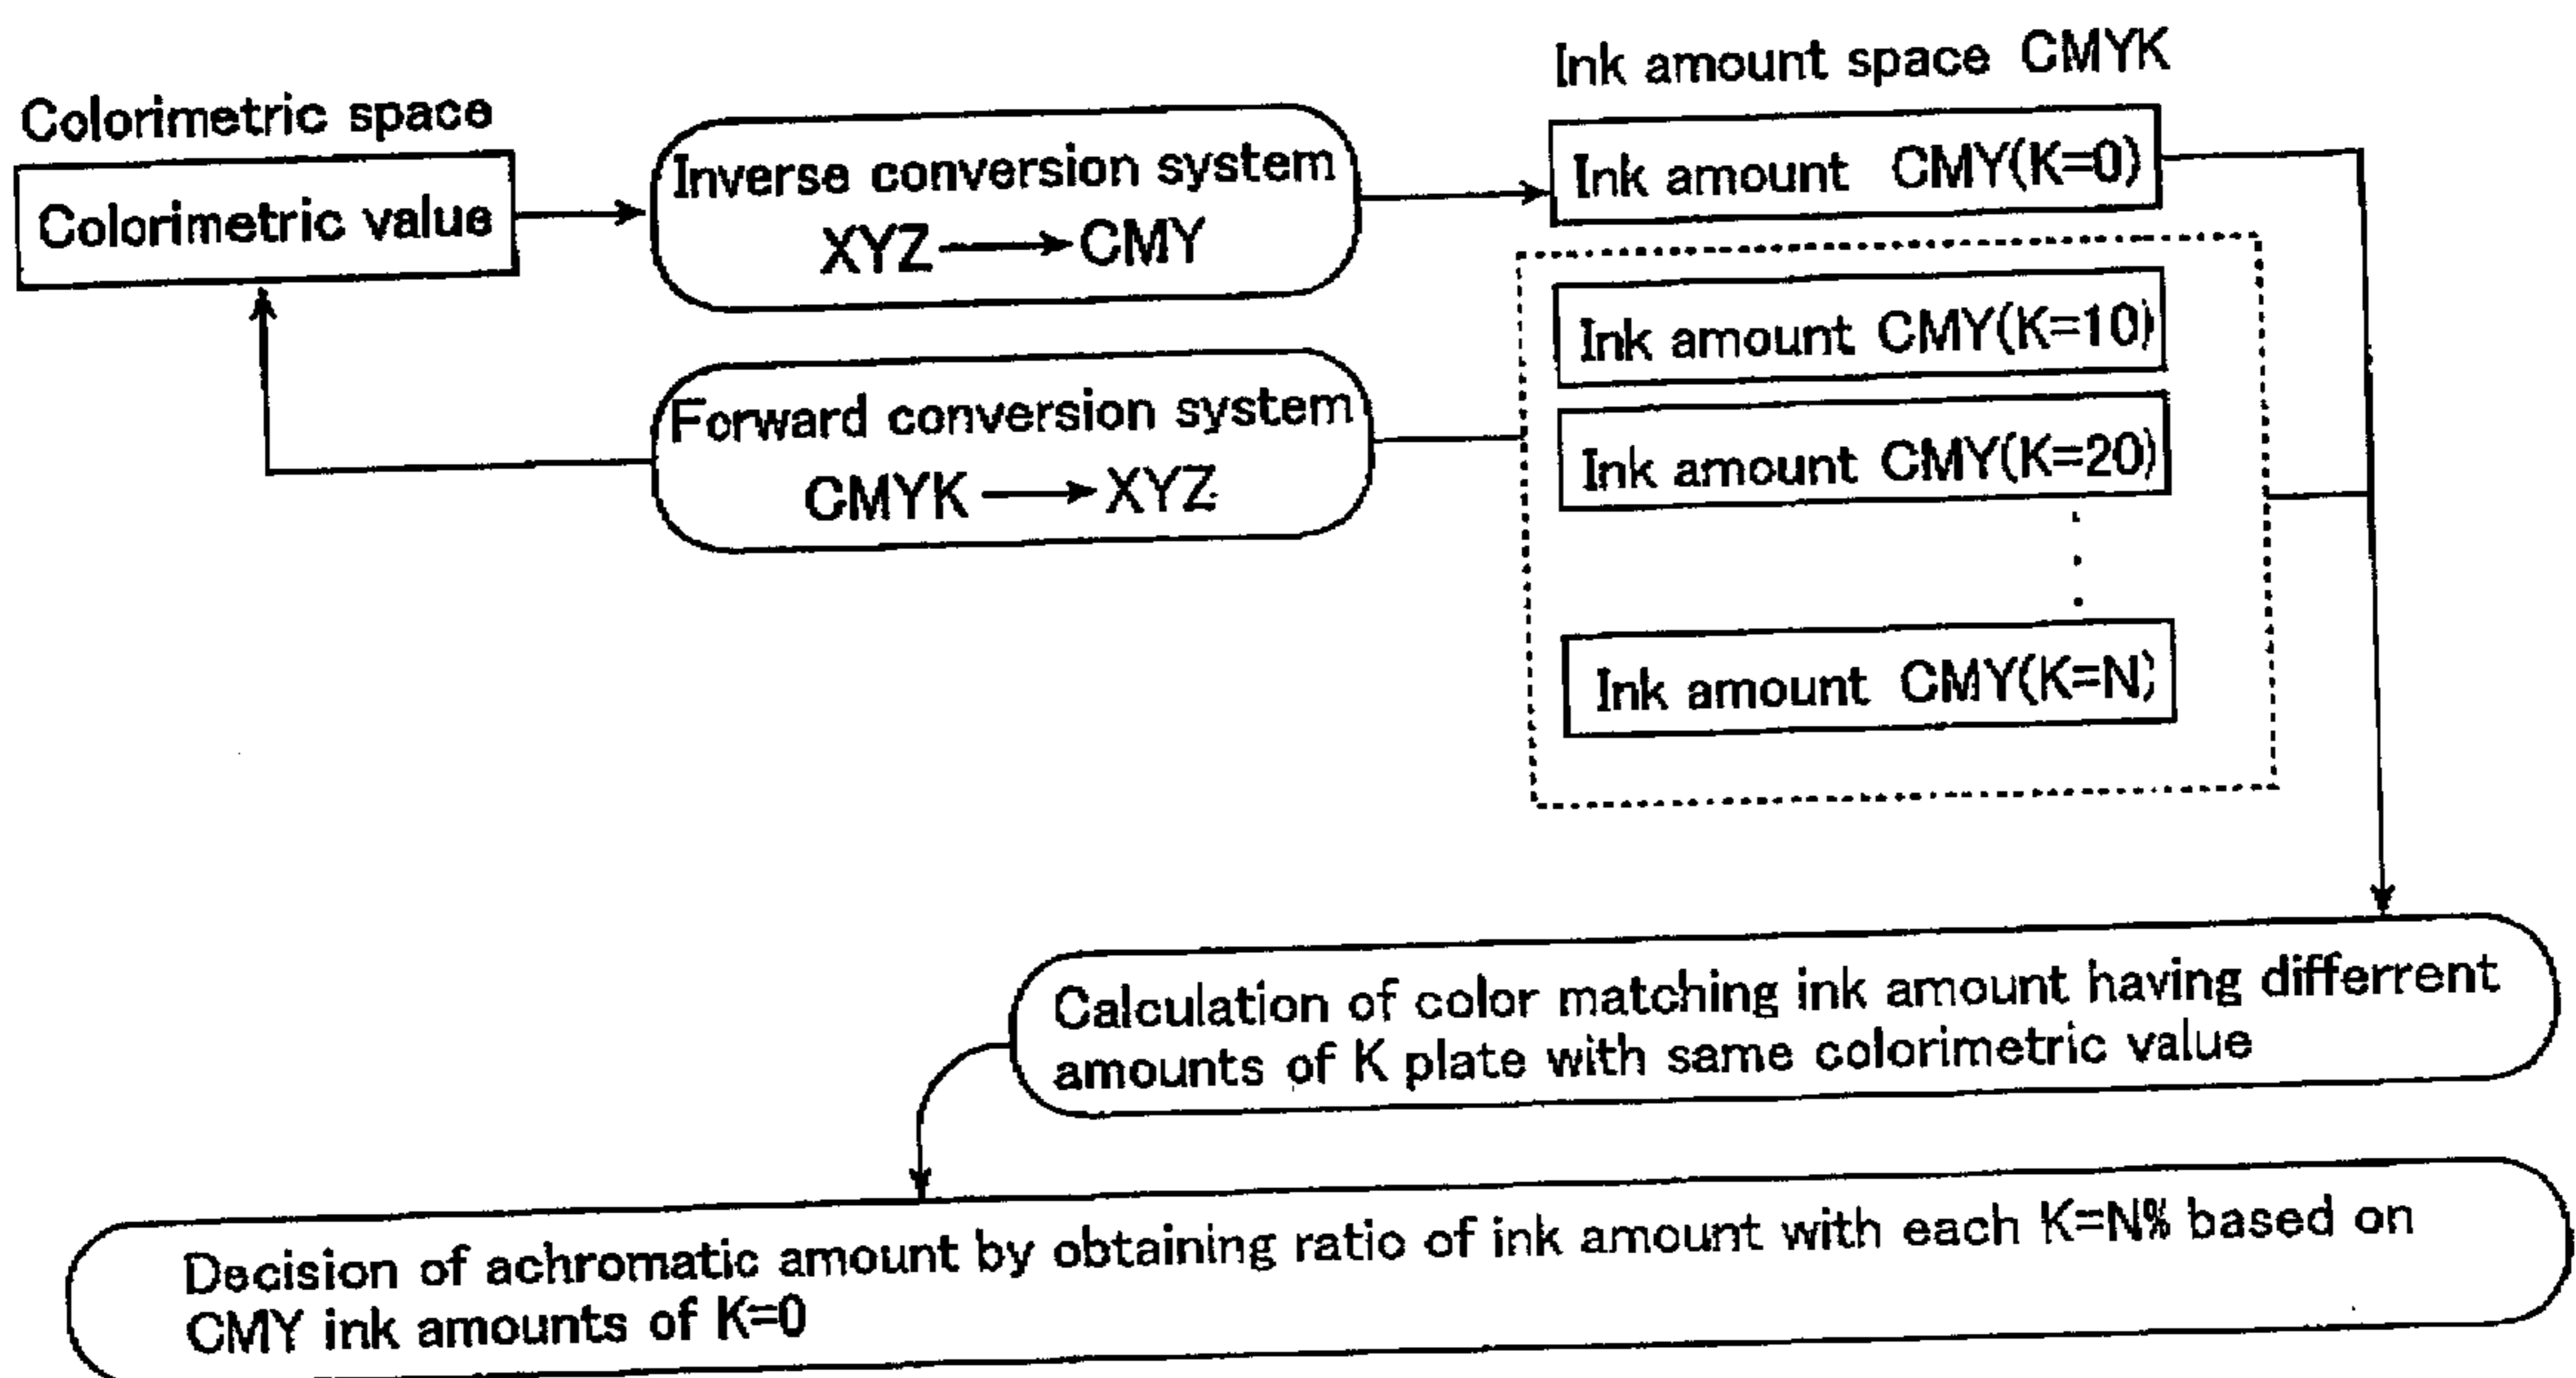 Colorimetric space
Colorimetric value
Inverse conversion system
XYZ → CMY
Forward conversion system
CMYK → XYZ
Ink amount space CMYK
Ink amount CMY(K=0)
Ink amount CMY(K=10)
Ink amount CMY(K=20)
Ink amount CMY(K=N)
Calculation of color matching ink amount having differrent
amounts of K plate with same colorimetric value
Decision of achromatic amount by obtaining ratio of ink amount with each K=N% based on
CMY ink amounts of K=0